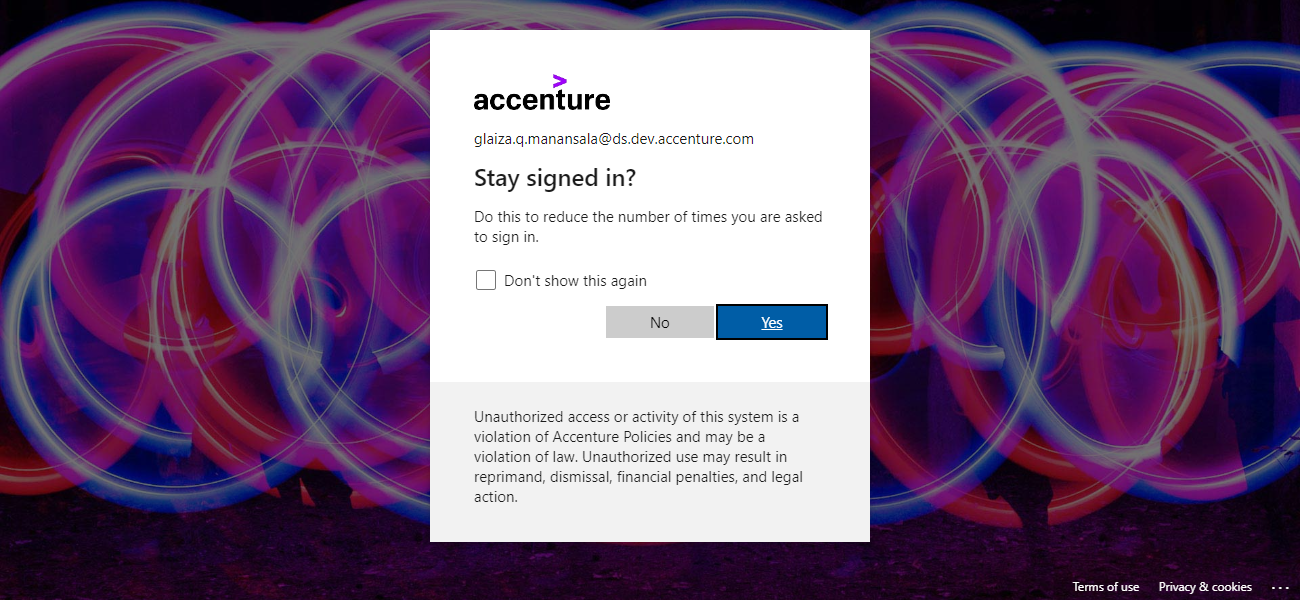 accenture
glaiza.q.manansala@ds.dev.accenture.com
Stay signed in?
Do this to reduce the number of times you are asked
to sign in.
Don't show this again
No
Yes
Unauthorized access or activity of this system is a
violation of Accenture Policies and may be a
violation of law. Unauthorized use may result in
reprimand, dismissal, financial penalties, and legal
action.
Terms of use
Privacy & cookies
...